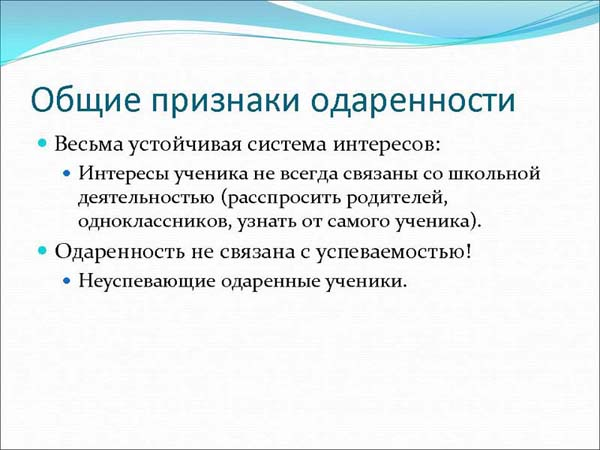 Общие признаки одаренности
Весьма устойчивая система интересов:
Интересы ученика не всегда связаны со школьной
деятельностью (расспросить родителей,
одноклассников, узнать от самого ученика).
Одаренность не связана с успеваемостью!
Неуспевающие одаренные ученики.